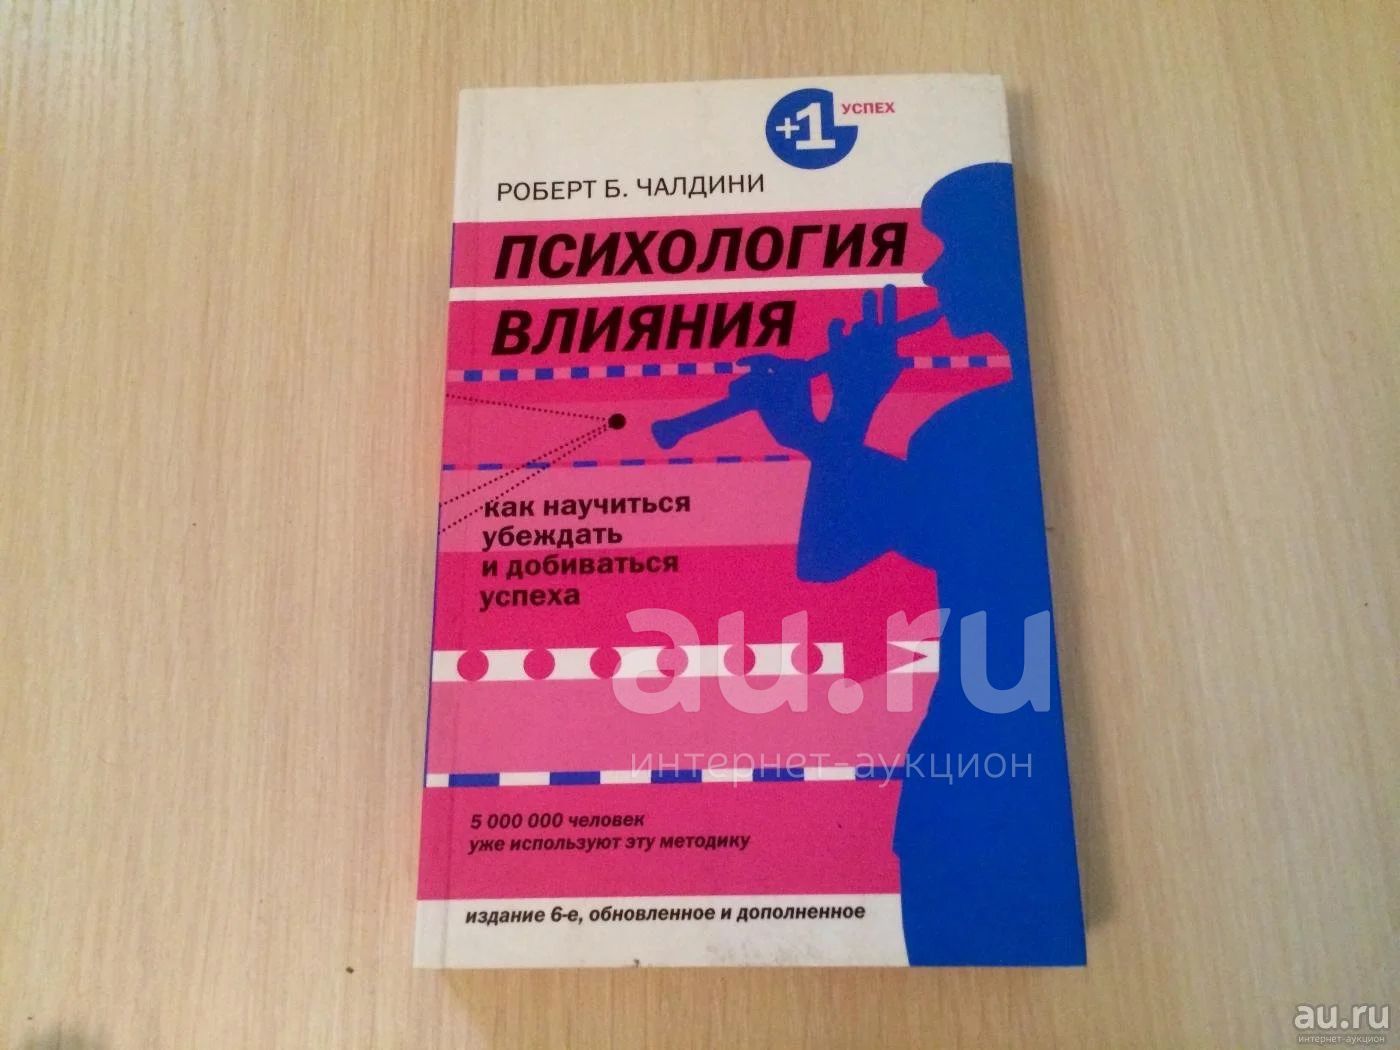 +1 УСПЕХ
РОБЕРТ Б. ЧАЛДИНИ
ПСИХОЛОГИЯ
ВЛИЯНИЯ
как научиться
убеждать
и добиваться
успеха
au.ru
интернет-аукцион
5 000 000 человек
уже используют эту методику
издание 6-е, обновленное и дополненное
au.ru
интернет-аукцион